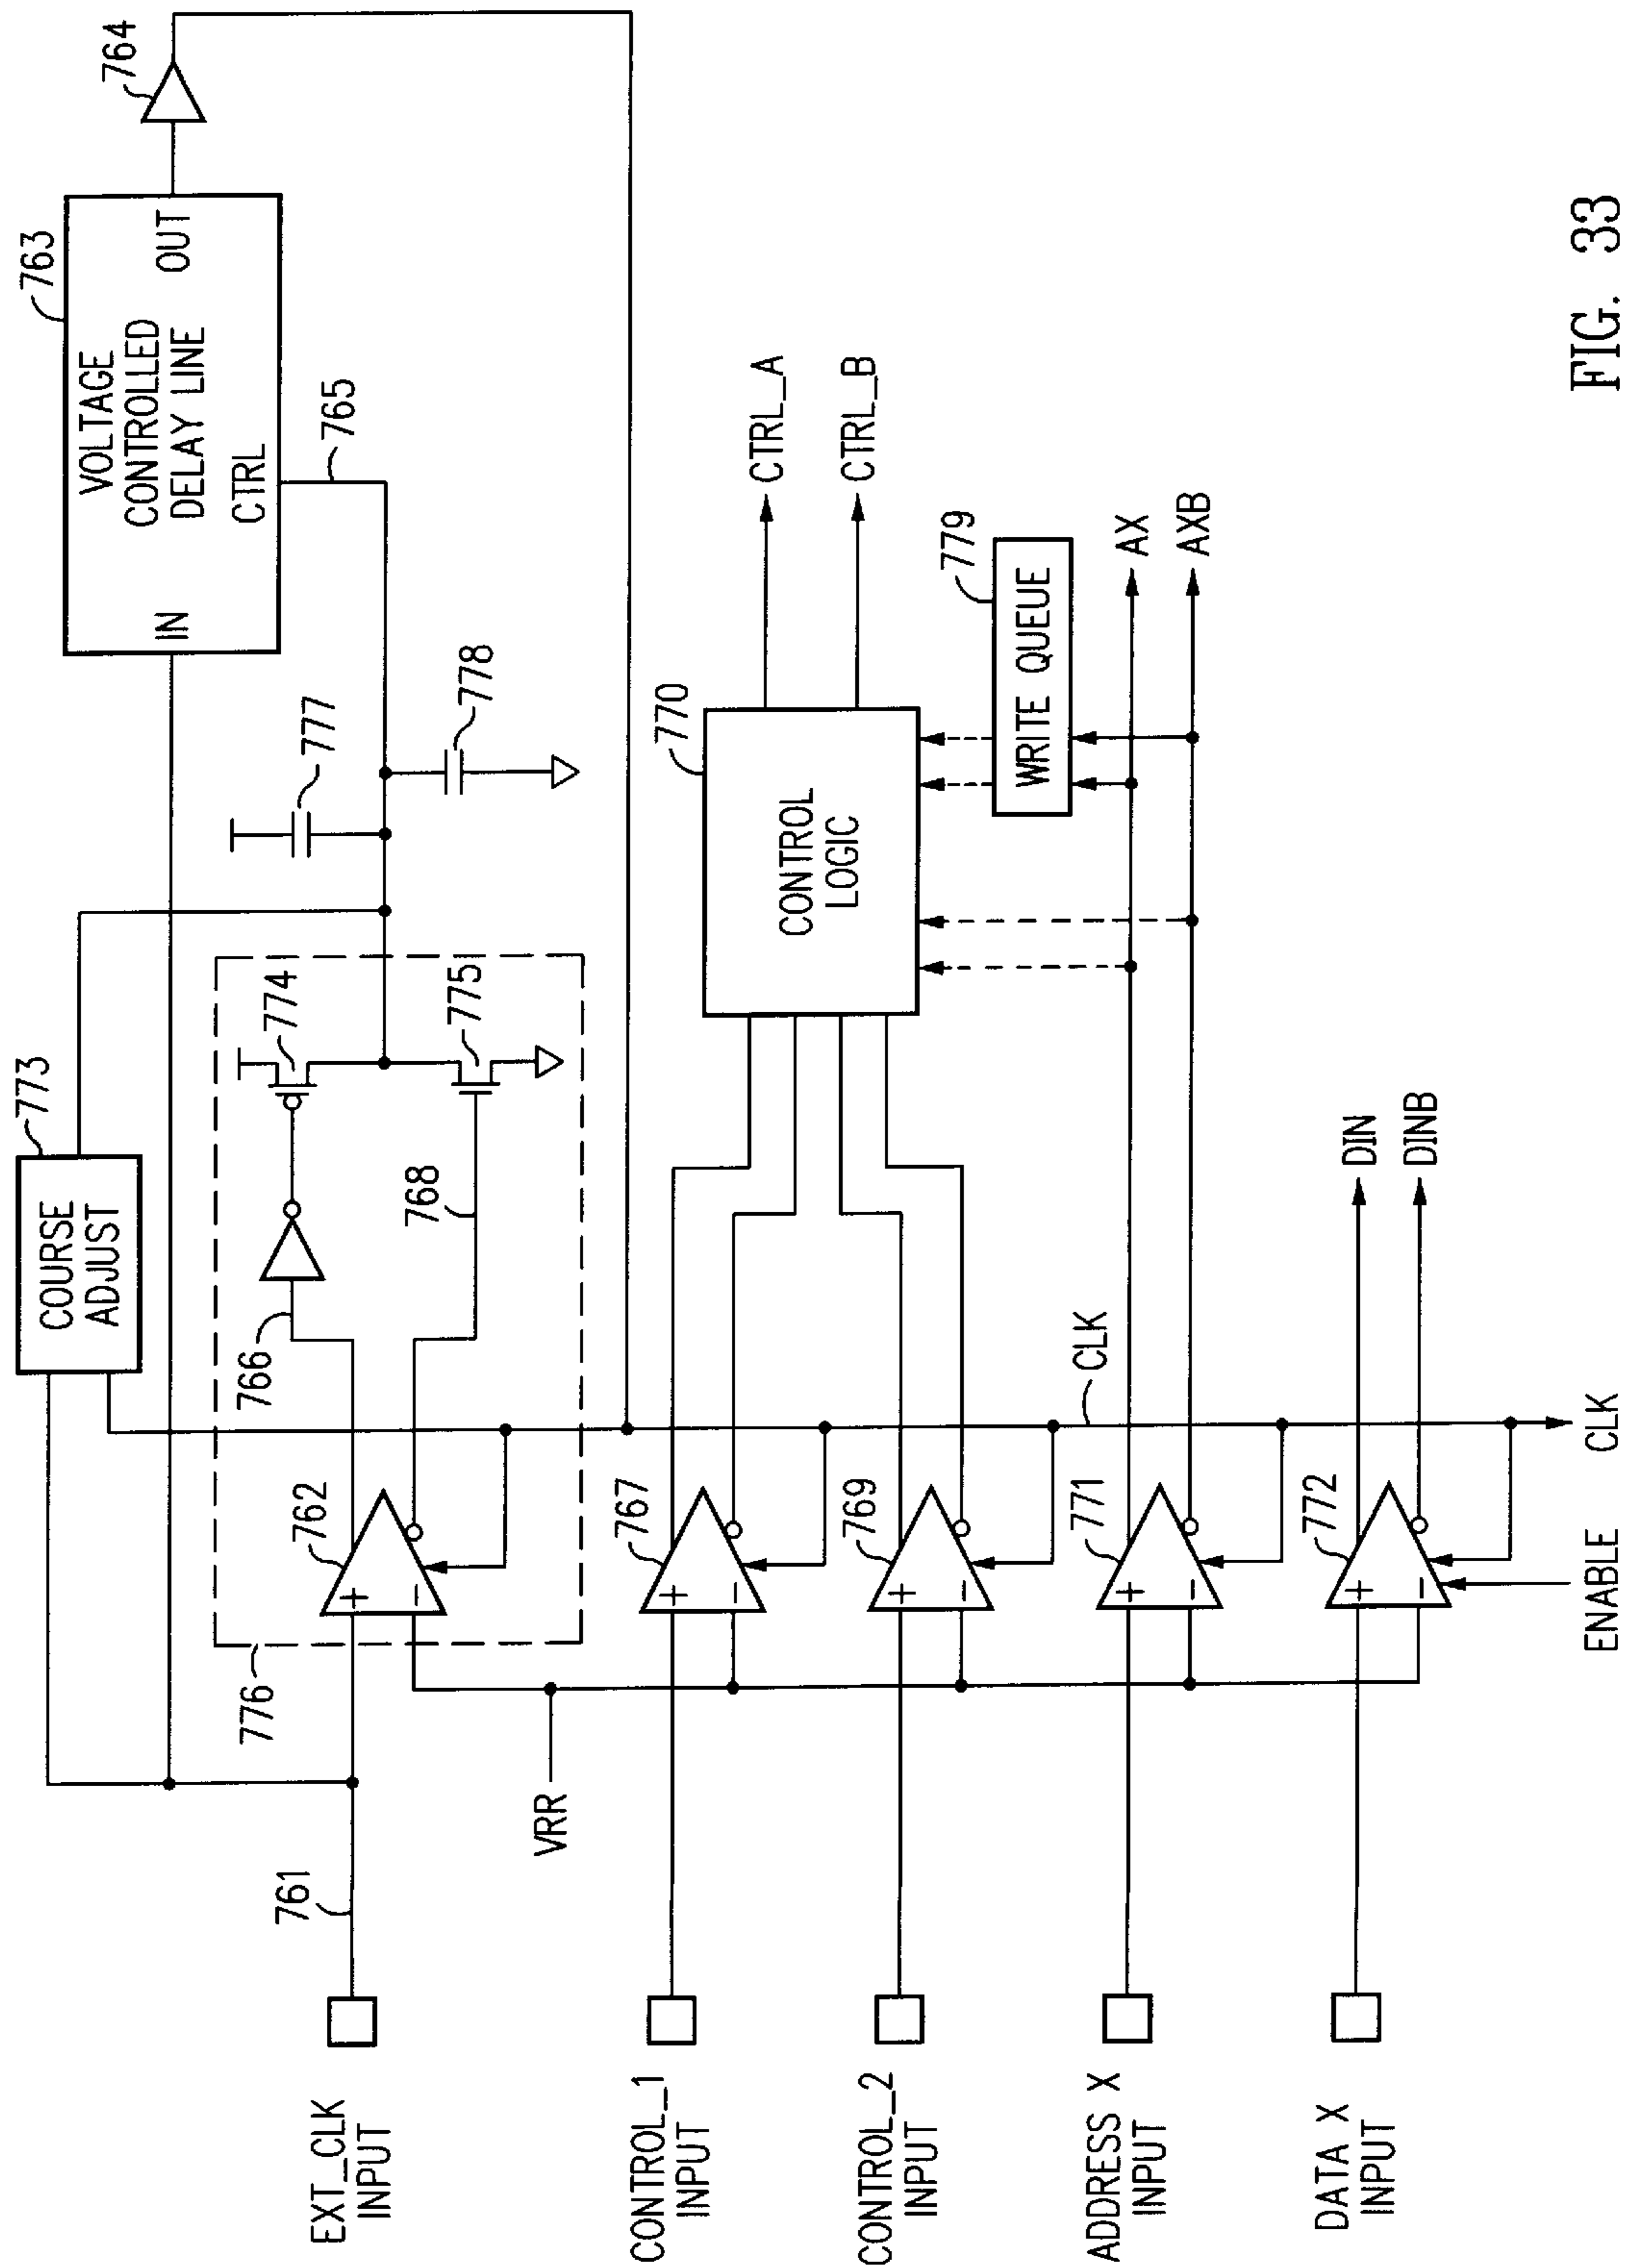 773
COURSE
ADJUST
763
VOLTAGE
CONTROLLED
DELAY LINE
IN
OUT
CTRL
764
765
777
778
776
766
774
768
775
762
761
EXT_CLK
INPUT
VRR
767
CONTROL_1
INPUT
769
CONTROL_2
INPUT
770
CONTROL
LOGIC
CTRL_A
CTRL_B
779
WRITE QUEUE
771
ADDRESS X
INPUT
CLK
AX
AXB
772
DATA X
INPUT
DIN
DINB
ENABLE
CLK
FIG. 33